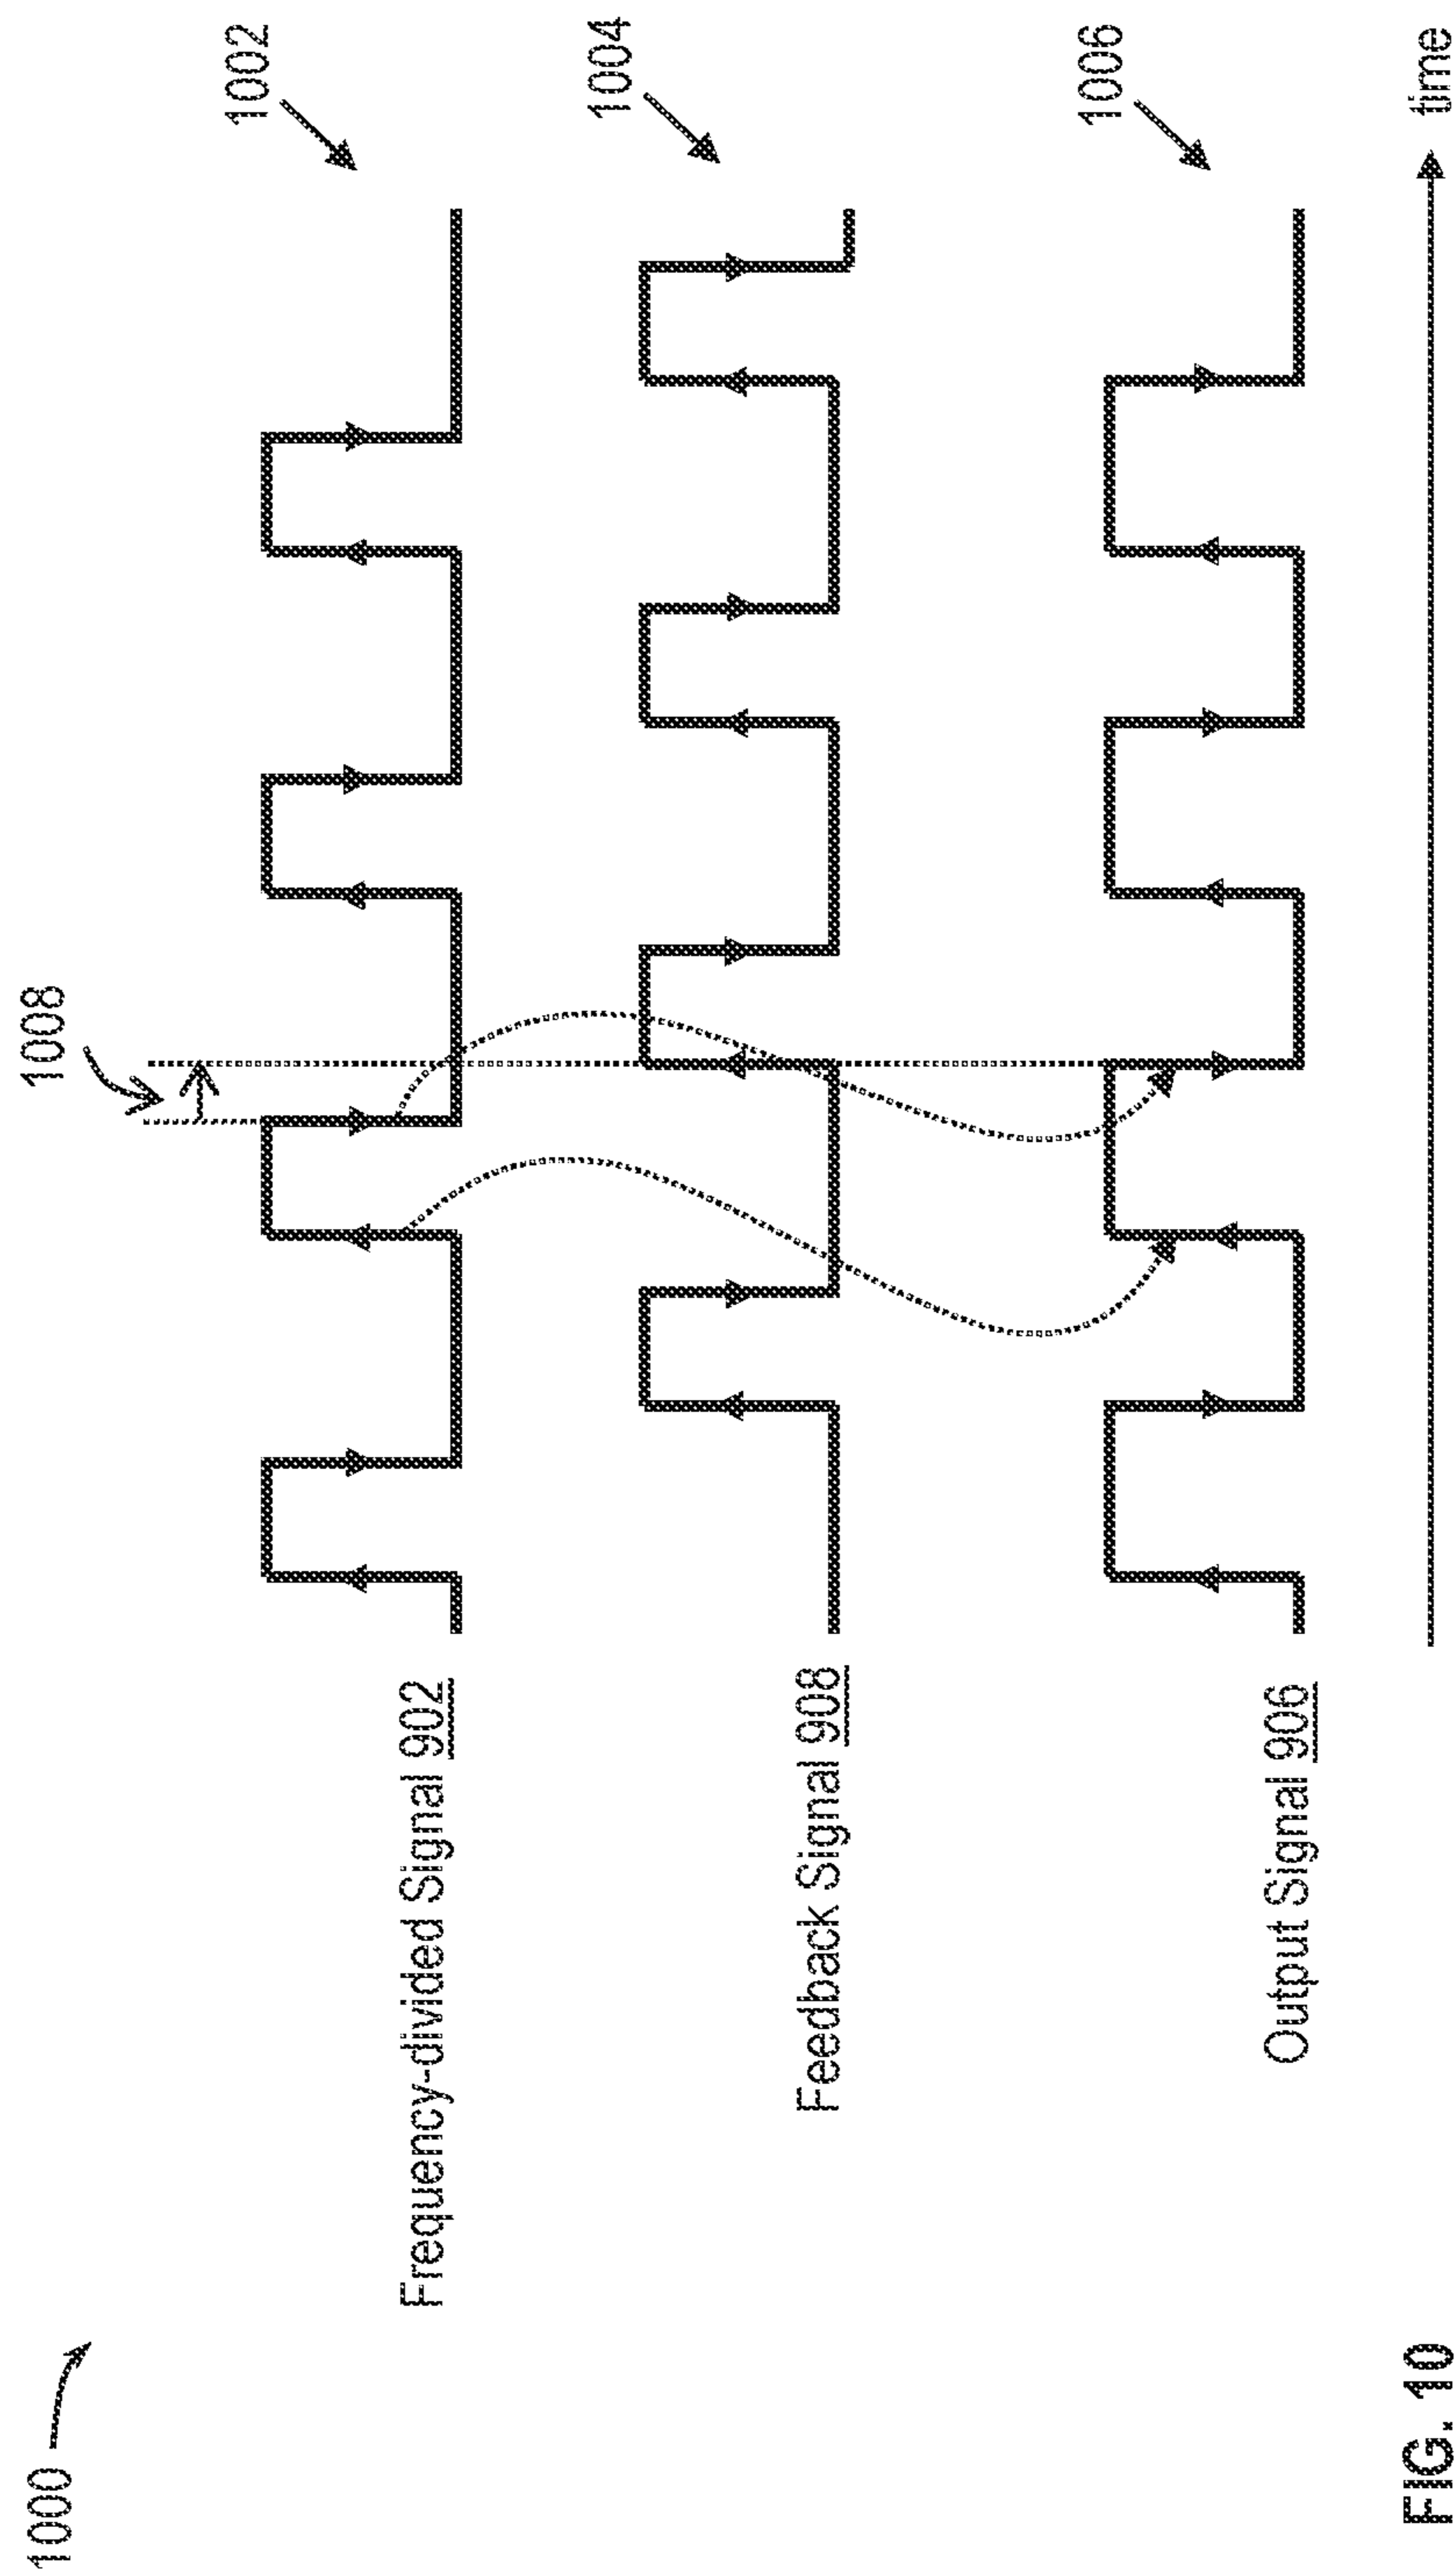 1000
1008
1002
Frequency-divided Signal 902
1004
Feedback Signal 908
1006
Output Signal 906
time
FIG. 10